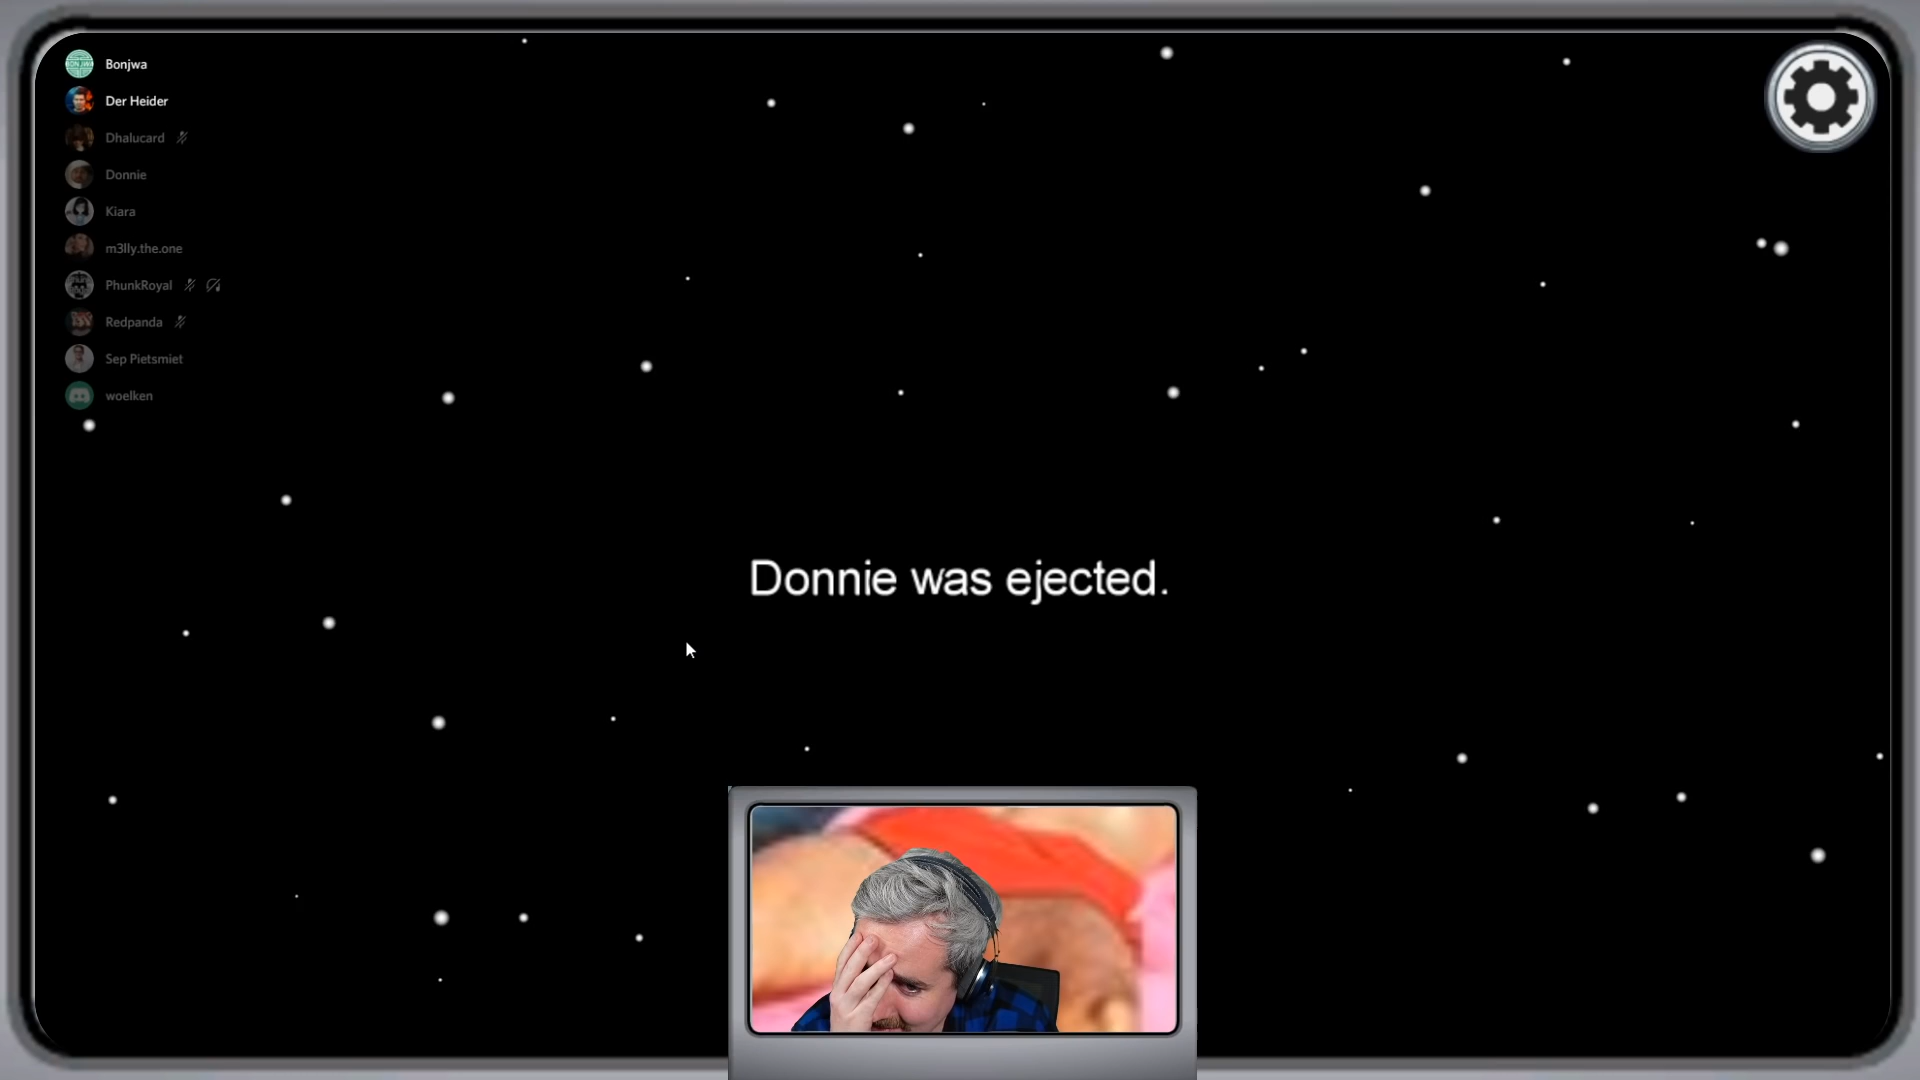 Bonjwa
Der Heider
Dhalucard
Donnie
Kiara
m3lly.the.one
PhunkRoyal
Redpanda
Sep Pietsmiet
woelken
Donnie was ejected.